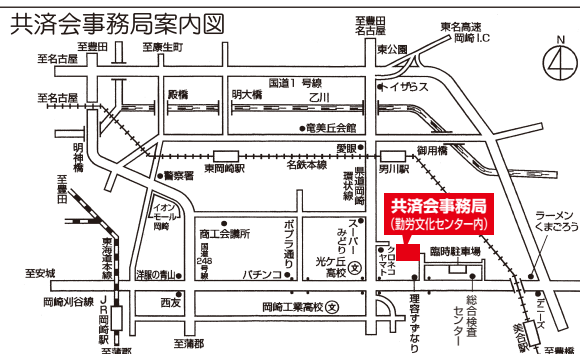 共済会事務局案内図
至豊田
至康生町
至豊田
名古屋
東名高速
岡崎I.C
N
至名古屋
東公園
国道1号線
トイザらス
至名古屋
殿橋
明大橋
乙川
竜美丘会館
明神橋
愛眼
御用橋
東岡崎駅
名鉄本線
男川駅
警察署
県道岡崎
環状線
至豊田
共済会事務局
(勤労文化センター内)
イオン
モール
岡崎
ラーメン
くまごろう
東海道本線
商工会議所
ポプラ通り
スーパー
みどり
国道
248
号線
光ケ丘
高校
文
クロネコ
ヤマト
臨時駐車場
至安城
洋服の青山
パチンコ
岡崎刈谷線
JR岡崎駅
西友
岡崎工業高校
文
理容すずなり
総合検査
センター
デニーズ
美合駅
至蒲郡
至蒲郡
至豊橋